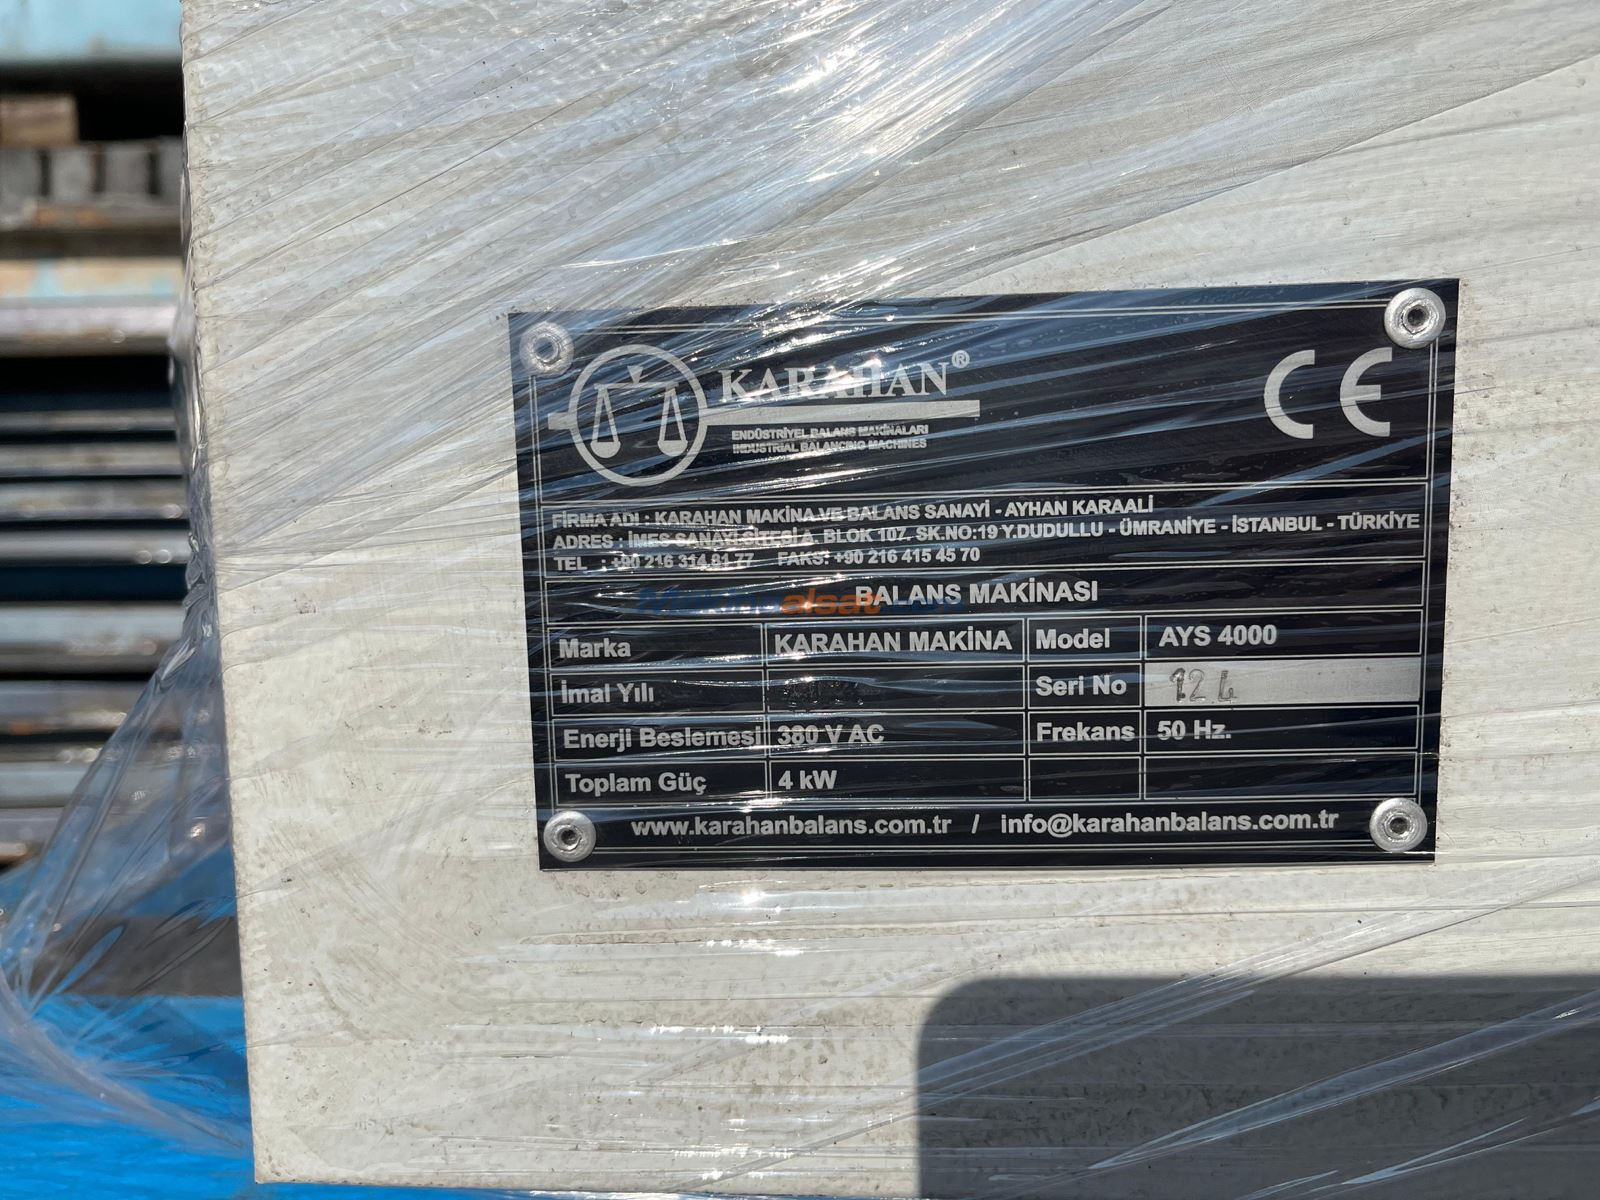 KARAHAN®
ENDÜSTRİYEL BALANS MAKİNALARI
INDUSTRIAL BALANCING MACHINES
CE
FİRMA ADI : KARAHAN MAKİNA VE BALANS SANAYİ - AYHAN KARAALİ
ADRES : İMES SANAYİ SİTESİ A BLOK 107. SK.NO:19 Y.DUDULLU - ÜMRANİYE - İSTANBUL - TÜRKİYE
TEL : +90 216 314 91 77 FAKS: +90 216 415 45 70
BALANS MAKİNASI
Makinaalsat
Marka KARAHAN MAKİNA Model AYS 4000
İmal Yılı Seri No 124
Enerji Beslemesi 380 V AC Frekans 50 Hz.
Toplam Güç 4 kW
www.karahanbalans.com.tr / info@karahanbalans.com.tr